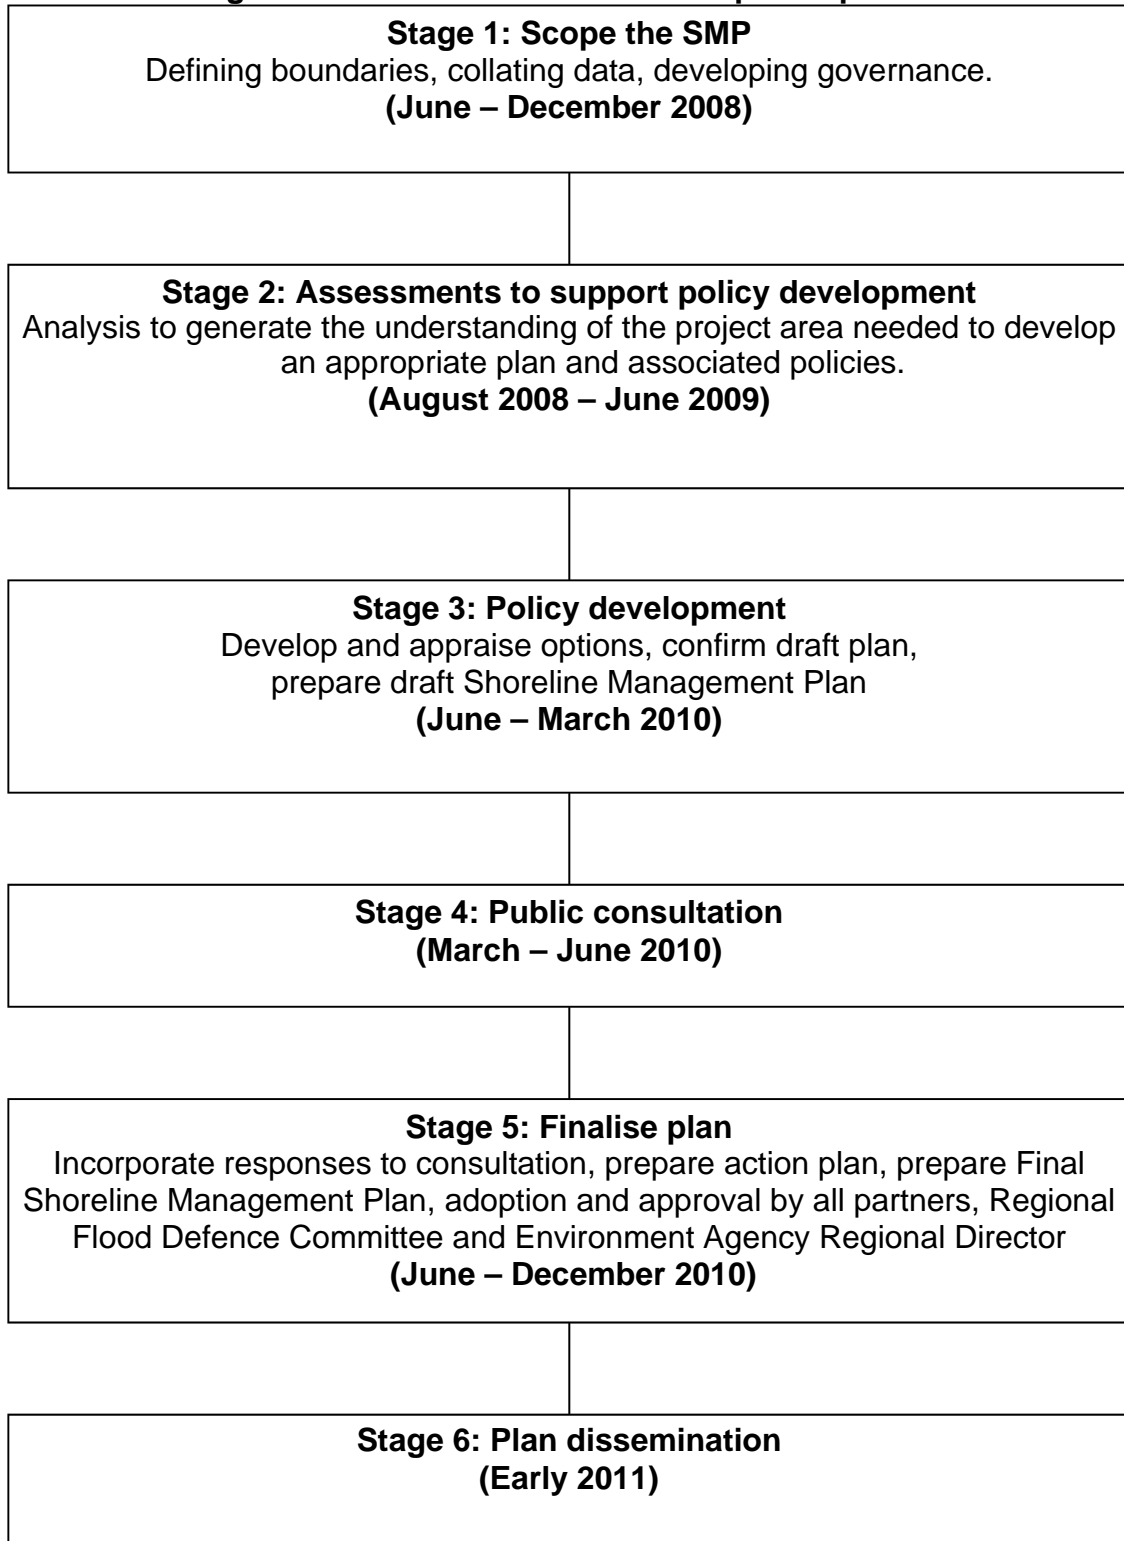 Stage 1: Scope the SMP
Defining boundaries, collating data, developing governance.
(June – December 2008)
Stage 2: Assessments to support policy development
Analysis to generate the understanding of the project area needed to develop
an appropriate plan and associated policies.
(August 2008 – June 2009)
Stage 3: Policy development
Develop and appraise options, confirm draft plan,
prepare draft Shoreline Management Plan
(June – March 2010)
Stage 4: Public consultation
(March – June 2010)
Stage 5: Finalise plan
Incorporate responses to consultation, prepare action plan, prepare Final
Shoreline Management Plan, adoption and approval by all partners, Regional
Flood Defence Committee and Environment Agency Regional Director
(June – December 2010)
Stage 6: Plan dissemination
(Early 2011)